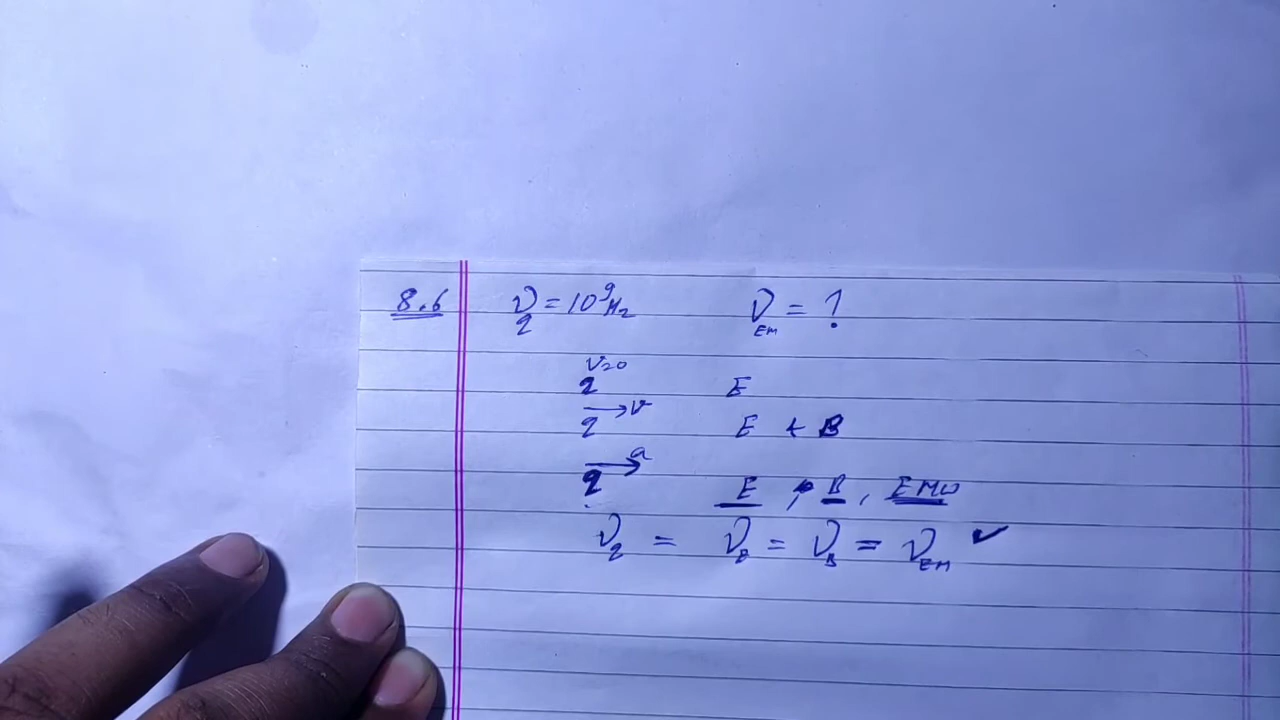 8.6 ν_q = 10⁹ Hz ν_EM = ?
v=0
q E
→ v
q E + B
→ a
q E , B , EMW
ν_q = ν_E = ν_B = ν_EM ✓